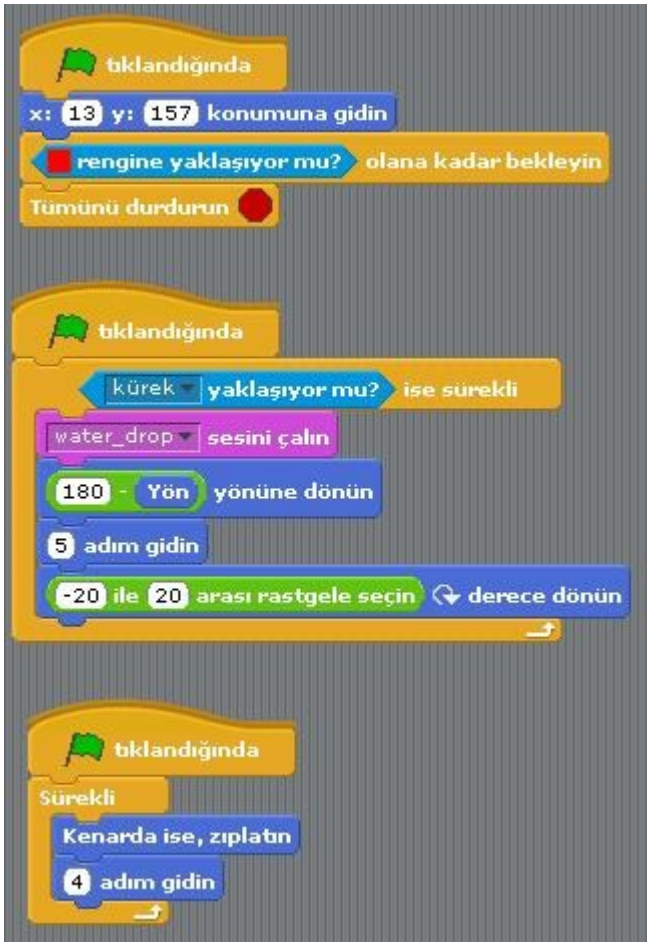 tıklandığında
x: 13 y: 157 konumuna gidin
rengine yaklaşıyor mu? olana kadar bekleyin
Tümünü durdurun
tıklandığında
kürek yaklaşıyor mu? ise sürekli
water_drop sesini çalın
180 - Yön yönüne dönün
5 adım gidin
-20 ile 20 arası rastgele seçin derece dönün
tıklandığında
Sürekli
Kenarda ise, zıplatın
4 adım gidin